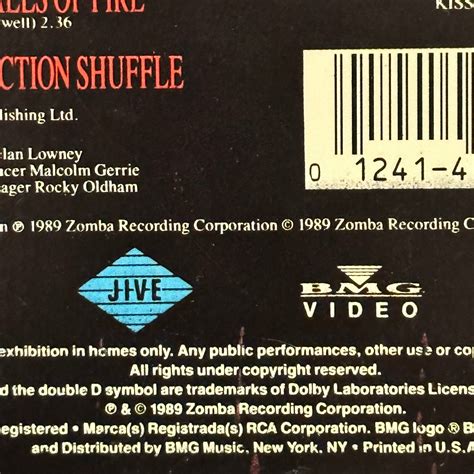 BALLS OF FIRE
KISS
well) 2.36
CTION SHUFFLE
lishing Ltd.
lan Lowney
ucer Malcolm Gerrie
ager Rocky Oldham
0 1241-4
n ℗ 1989 Zomba Recording Corporation © 1989 Zomba Recording C
JIVE
BMG
VIDEO
exhibition in homes only. Any public performances, other use or cop
All rights under copyright reserved.
d the double D symbol are trademarks of Dolby Laboratories Licens
℗ & © 1989 Zomba Recording Corporation.
egistered • Marca(s) Registrada(s) RCA Corporation. BMG logo ® B
and Distributed by BMG Music, New York, NY • Printed in U.S.A